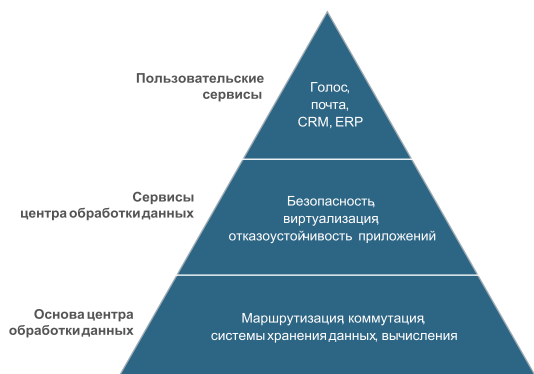 Пользовательские
сервисы
Голос,
почта,
CRM, ERP
Сервисы
центра обработки данных
Безопасность,
виртуализация,
отказоустойчивость приложений
Основа центра
обработки данных
Маршрутизация, коммутация,
системы хранения данных, вычисления